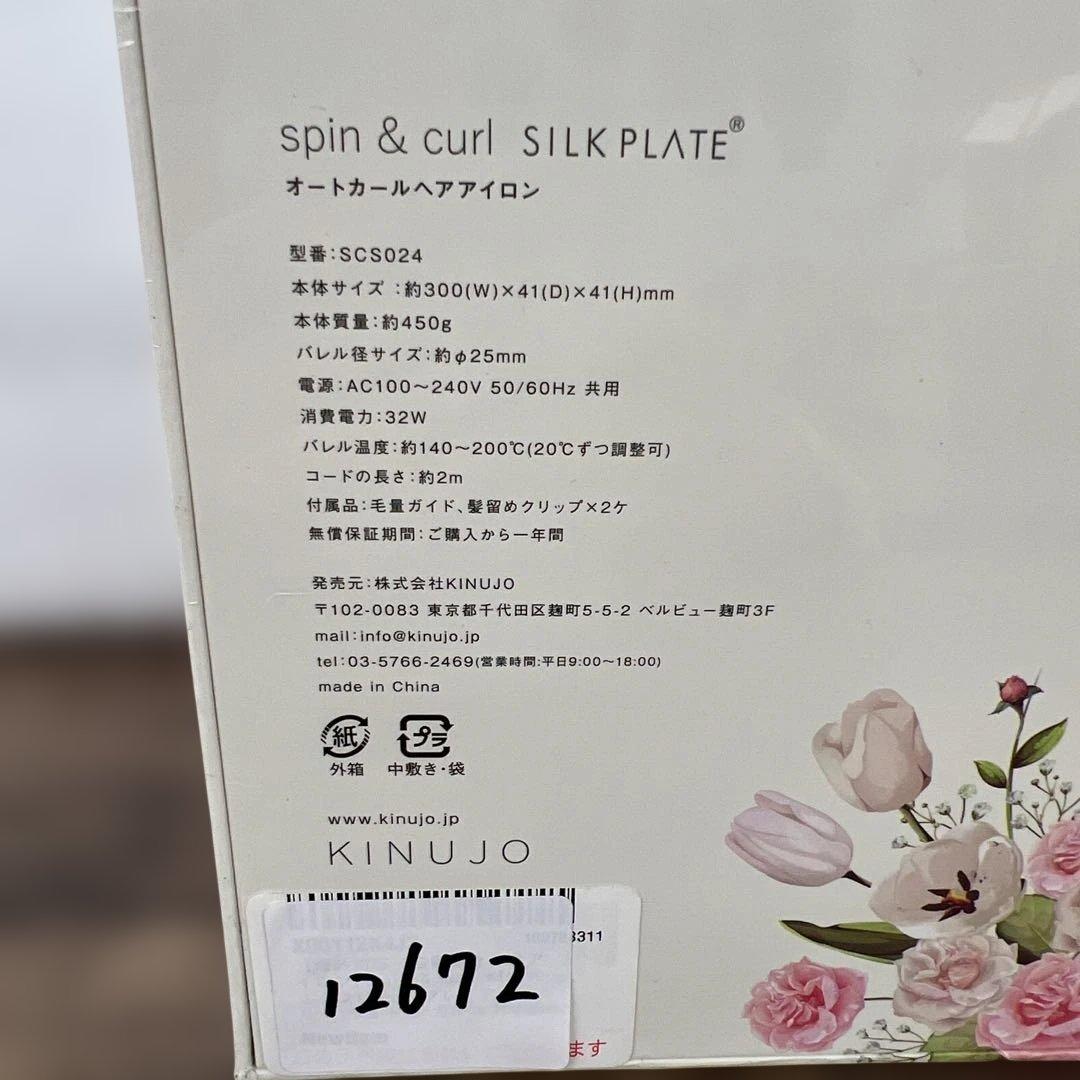 spin & curl SILK PLATE®
オートカールヘアアイロン
型番:SCS024
本体サイズ :約300(W)×41(D)×41(H)mm
本体質量:約450g
バレル径サイズ:約φ25mm
電源:AC100〜240V 50/60Hz 共用
消費電力:32W
バレル温度:約140〜200℃(20℃ずつ調整可)
コードの長さ:約2m
付属品:毛量ガイド、髪留めクリップ×2ケ
無償保証期間:ご購入から一年間
発売元:株式会社KINUJO
〒102-0083 東京都千代田区麹町5-5-2 ベルビュー麹町3F
mail:info@kinujo.jp
tel:03-5766-2469(営業時間:平日9:00〜18:00)
made in China
紙 プラ
外箱 中敷き・袋
www.kinujo.jp
KINUJO
3311
12672
ます